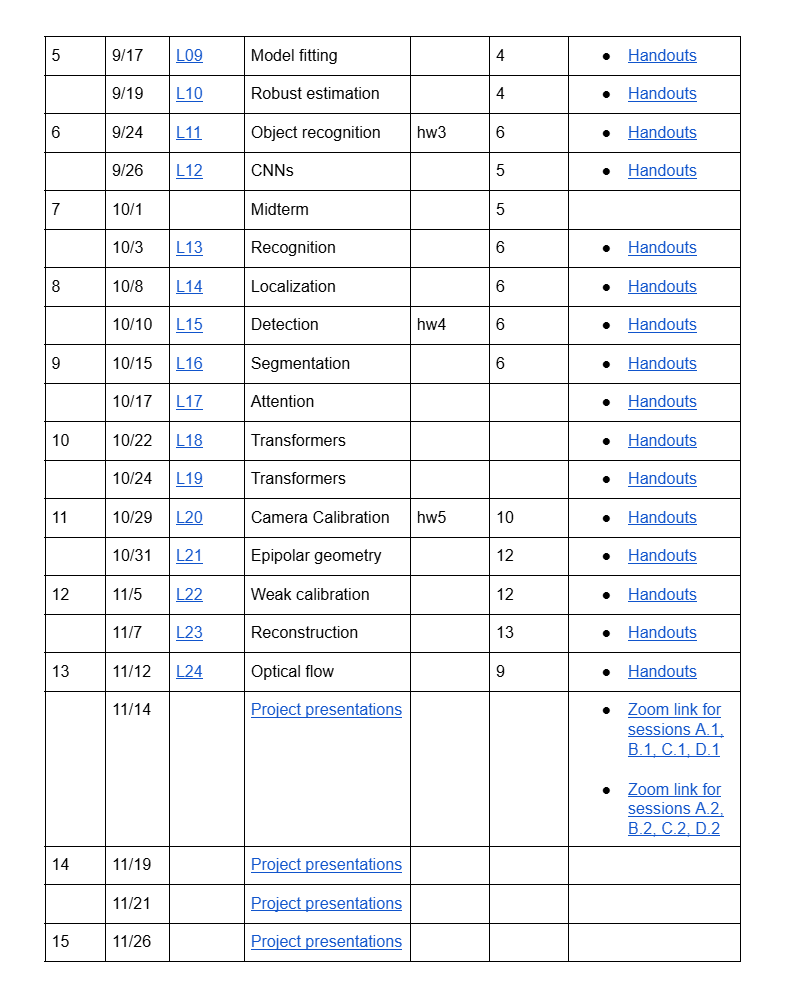 5 9/17 L09 Model fitting 4 ● Handouts
9/19 L10 Robust estimation 4 ● Handouts
6 9/24 L11 Object recognition hw3 6 ● Handouts
9/26 L12 CNNs 5 ● Handouts
7 10/1 Midterm 5
10/3 L13 Recognition 6 ● Handouts
8 10/8 L14 Localization 6 ● Handouts
10/10 L15 Detection hw4 6 ● Handouts
9 10/15 L16 Segmentation 6 ● Handouts
10/17 L17 Attention ● Handouts
10 10/22 L18 Transformers ● Handouts
10/24 L19 Transformers ● Handouts
11 10/29 L20 Camera Calibration hw5 10 ● Handouts
10/31 L21 Epipolar geometry 12 ● Handouts
12 11/5 L22 Weak calibration 12 ● Handouts
11/7 L23 Reconstruction 13 ● Handouts
13 11/12 L24 Optical flow 9 ● Handouts
11/14 Project presentations ● Zoom link for
sessions A.1,
B.1, C.1, D.1
● Zoom link for
sessions A.2,
B.2, C.2, D.2
14 11/19 Project presentations
11/21 Project presentations
15 11/26 Project presentations